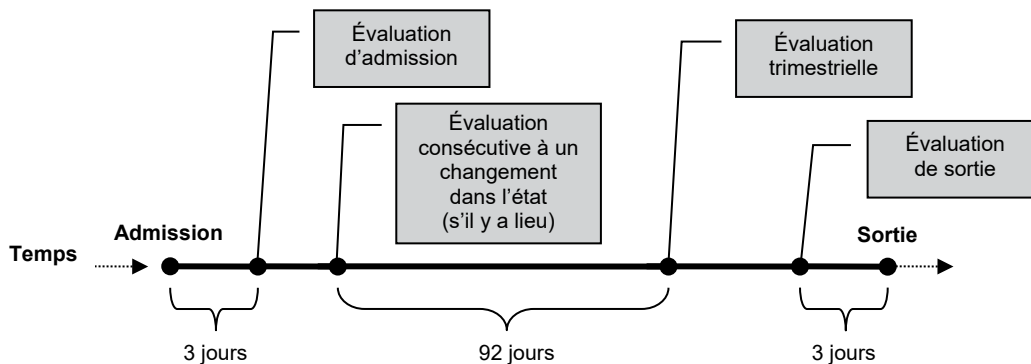 Évaluation
d’admission
Évaluation
trimestrielle
Évaluation
consécutive à un
changement
dans l’état
(s’il y a lieu)
Évaluation
de sortie
Temps
Admission
Sortie
3 jours
92 jours
3 jours